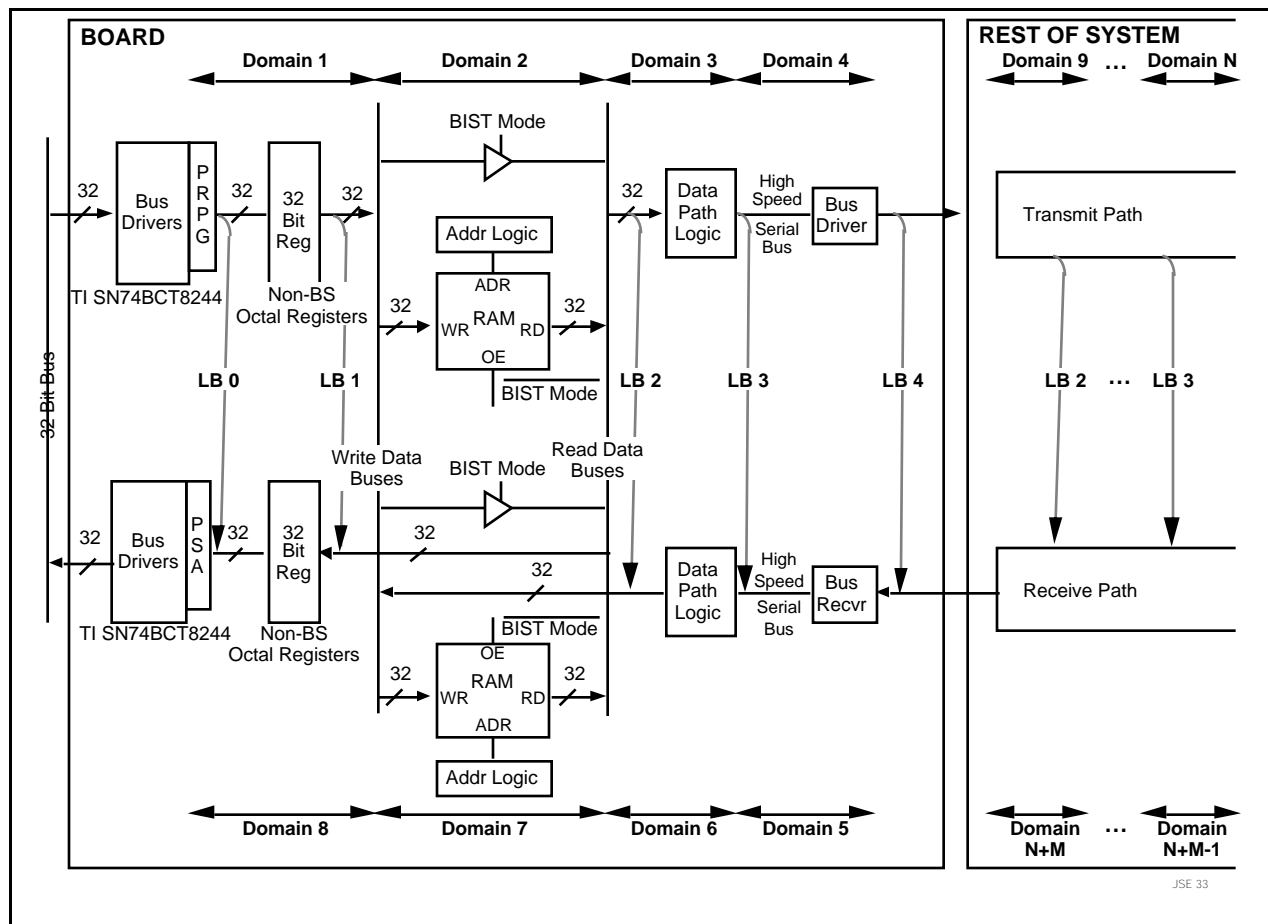 BOARD
REST OF SYSTEM
Domain 1
Domain 2
Domain 3
Domain 4
Domain 9
...
Domain N
BIST Mode
32
Bus
Drivers
P
R
P
G
32
32
Bit
Reg
32
32
Data
Path
Logic
High
Speed
Serial
Bus
Bus
Driver
Transmit Path
TI SN74BCT8244
Non-BS
Octal Registers
Addr Logic
ADR
32
WR
RAM
RD
32
OE
BIST Mode
32 Bit Bus
LB 0
LB 1
LB 2
LB 3
LB 4
LB 2
...
LB 3
Write Data
Buses
Read Data
Buses
BIST Mode
32
Bus
Drivers
P
S
A
32
32
Bit
Reg
32
32
Data
Path
Logic
High
Speed
Serial
Bus
Bus
Recvr
Receive Path
TI SN74BCT8244
Non-BS
Octal Registers
BIST Mode
OE
32
WR
RAM
RD
32
ADR
Addr Logic
Domain 8
Domain 7
Domain 6
Domain 5
Domain
N+M
...
Domain
N+M-1
JSE 33